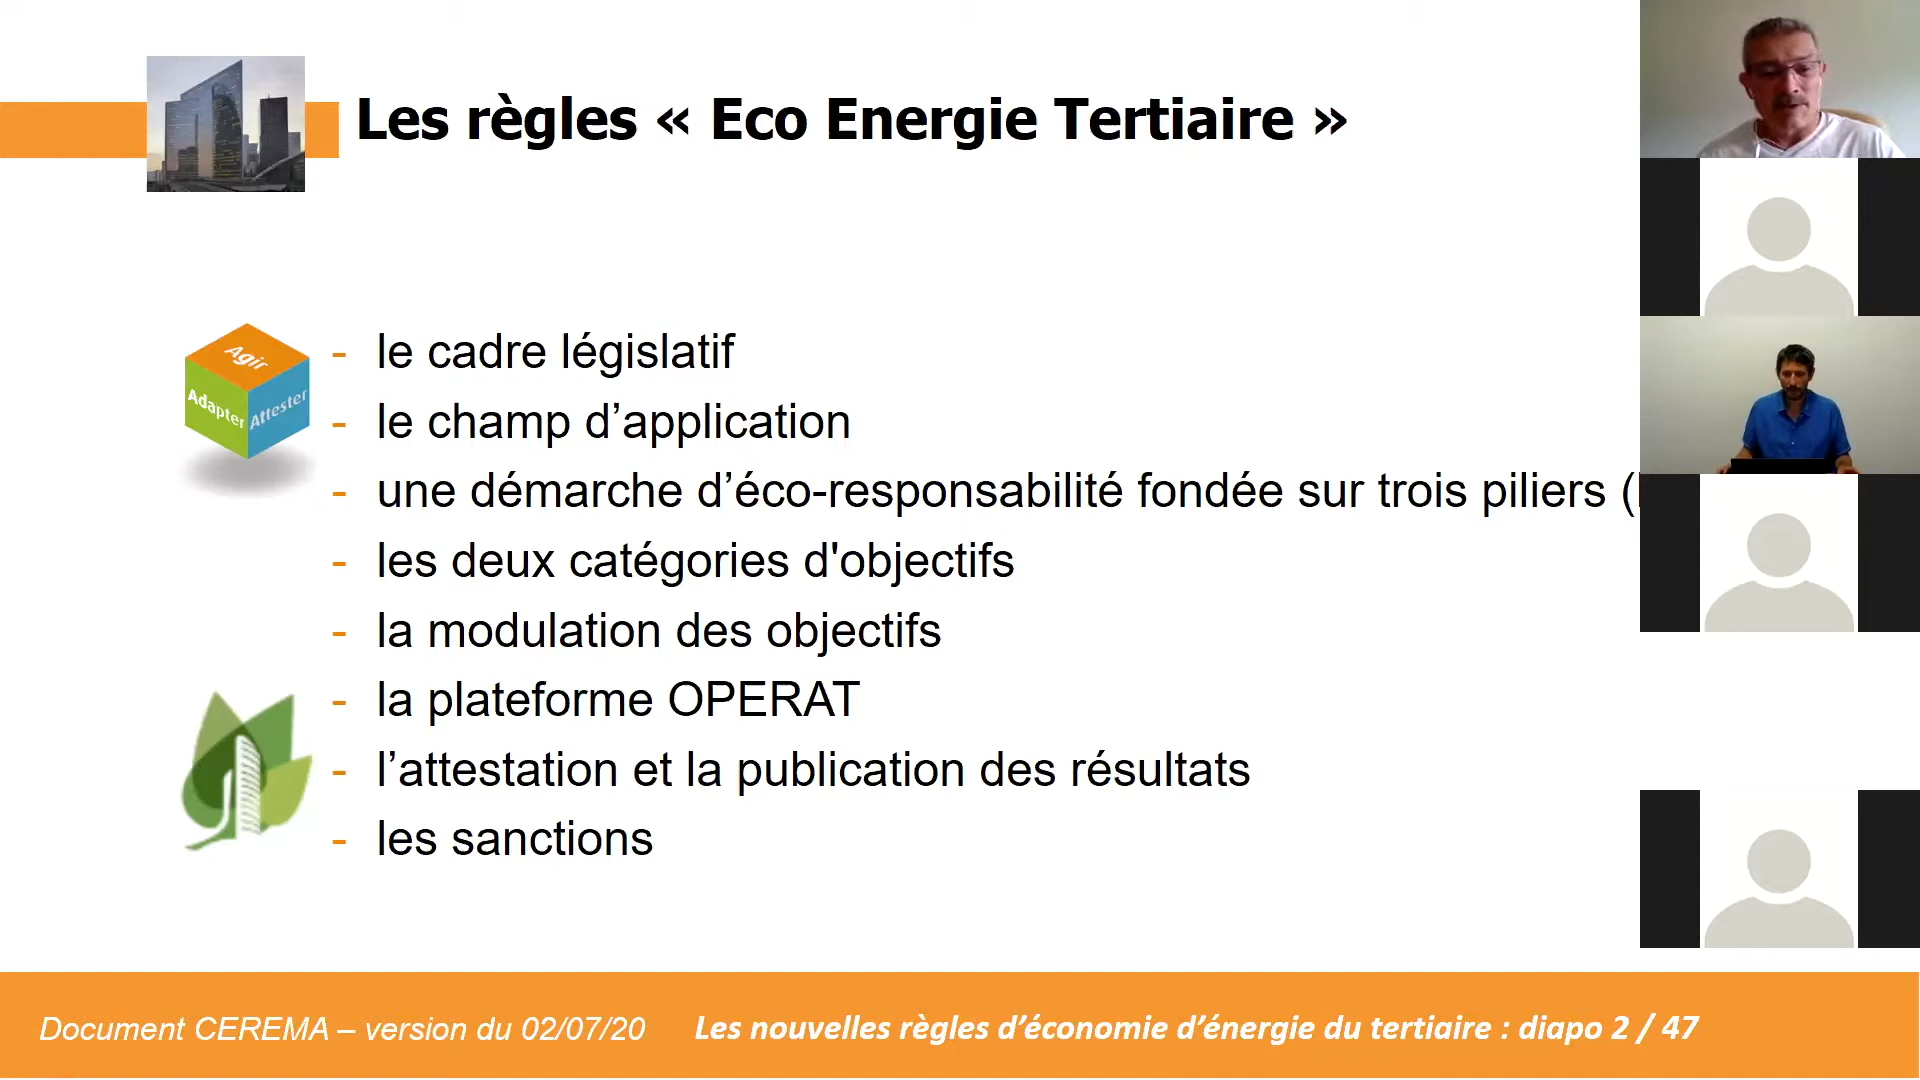 Les règles « Eco Energie Tertiaire »
Agir
Adapter
Attester
- le cadre législatif
- le champ d’application
- une démarche d’éco-responsabilité fondée sur trois piliers (
- les deux catégories d'objectifs
- la modulation des objectifs
- la plateforme OPERAT
- l’attestation et la publication des résultats
- les sanctions
Document CEREMA – version du 02/07/20
Les nouvelles règles d’économie d’énergie du tertiaire : diapo 2 / 47